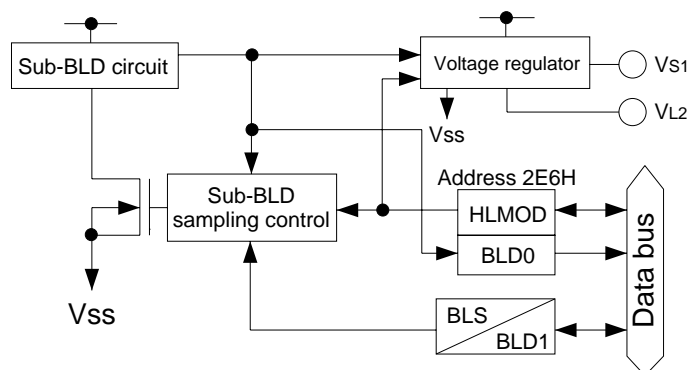 Sub-BLD circuit
Voltage regulator
VS1
VL2
Vss
Address 2E6H
Sub-BLD
sampling control
HLMOD
BLD0
Vss
BLS
BLD1
Data bus